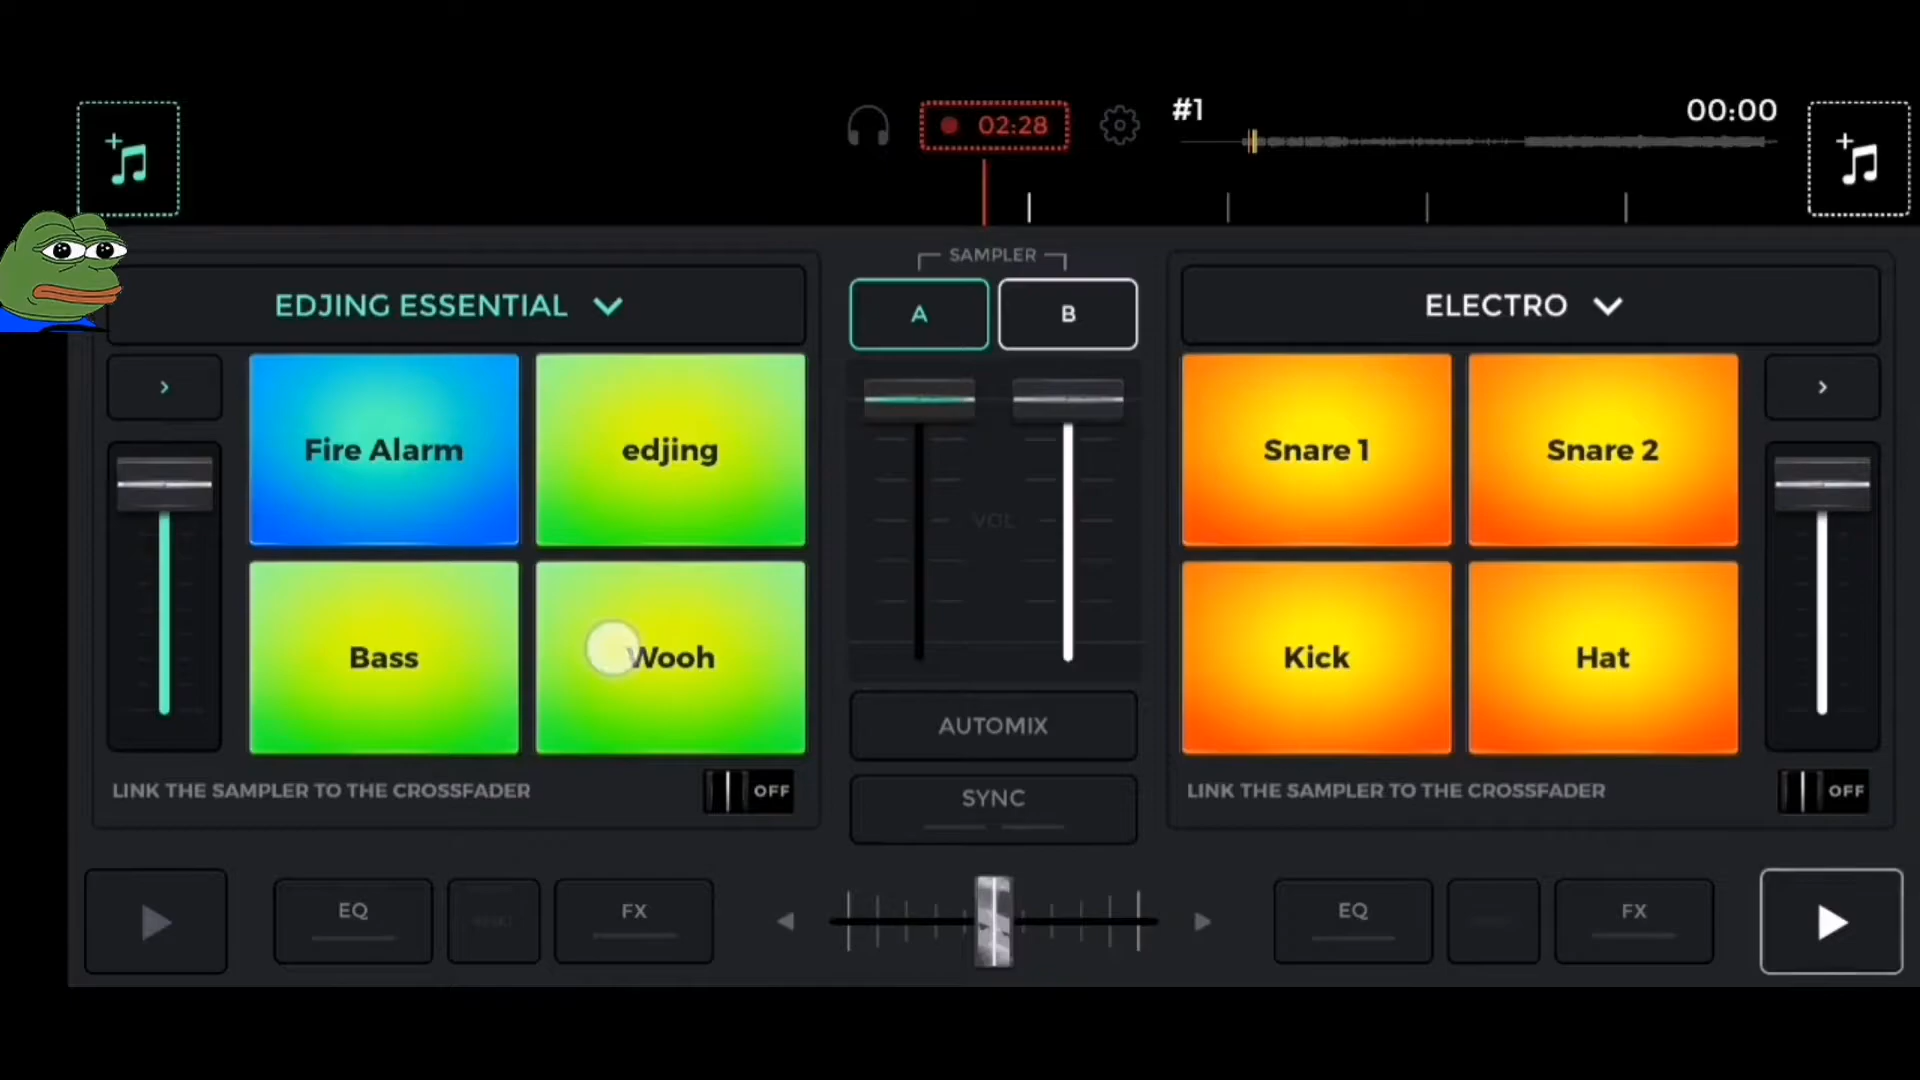 02:28
#1
00:00
SAMPLER
EDJING ESSENTIAL
A
B
ELECTRO
>
Fire Alarm
edjing
Snare 1
Snare 2
>
VOL
Bass
Wooh
Kick
Hat
AUTOMIX
LINK THE SAMPLER TO THE CROSSFADER
OFF
SYNC
LINK THE SAMPLER TO THE CROSSFADER
OFF
EQ
RESET
FX
EQ
FX